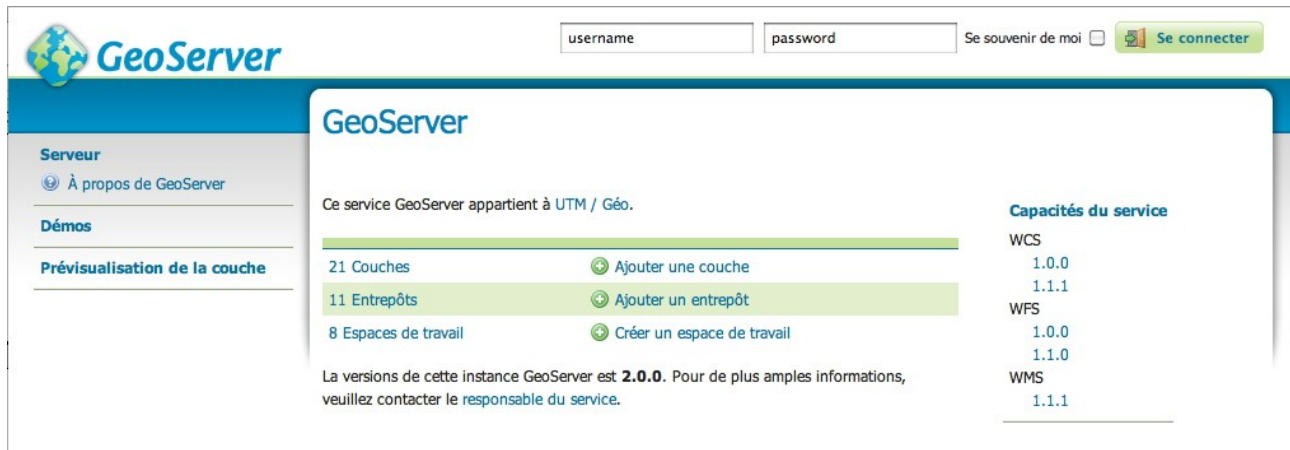 GeoServer
username
password
Se souvenir de moi
Se connecter
Serveur
À propos de GeoServer
Démos
Prévisualisation de la couche
GeoServer
Ce service GeoServer appartient à UTM / Géo.
21 Couches
Ajouter une couche
11 Entrepôts
Ajouter un entrepôt
8 Espaces de travail
Créer un espace de travail
La versions de cette instance GeoServer est 2.0.0. Pour de plus amples informations,
veuillez contacter le responsable du service.
Capacités du service
WCS
1.0.0
1.1.1
WFS
1.0.0
1.1.0
WMS
1.1.1